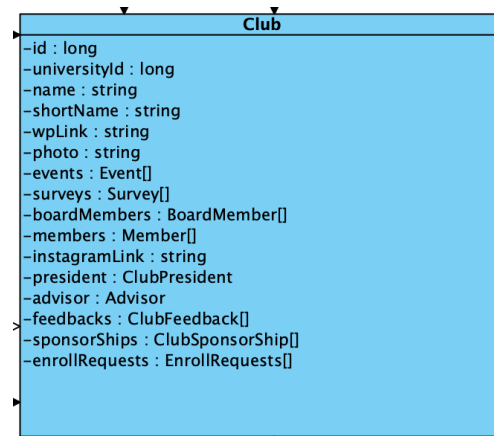 Club
-id : long
-universityId : long
-name : string
-shortName : string
-wpLink : string
-photo : string
-events : Event[]
-surveys : Survey[]
-boardMembers : BoardMember[]
-members : Member[]
-instagramLink : string
-president : ClubPresident
-advisor : Advisor
-feedbacks : ClubFeedback[]
-sponsorShips : ClubSponsorShip[]
-enrollRequests : EnrollRequests[]